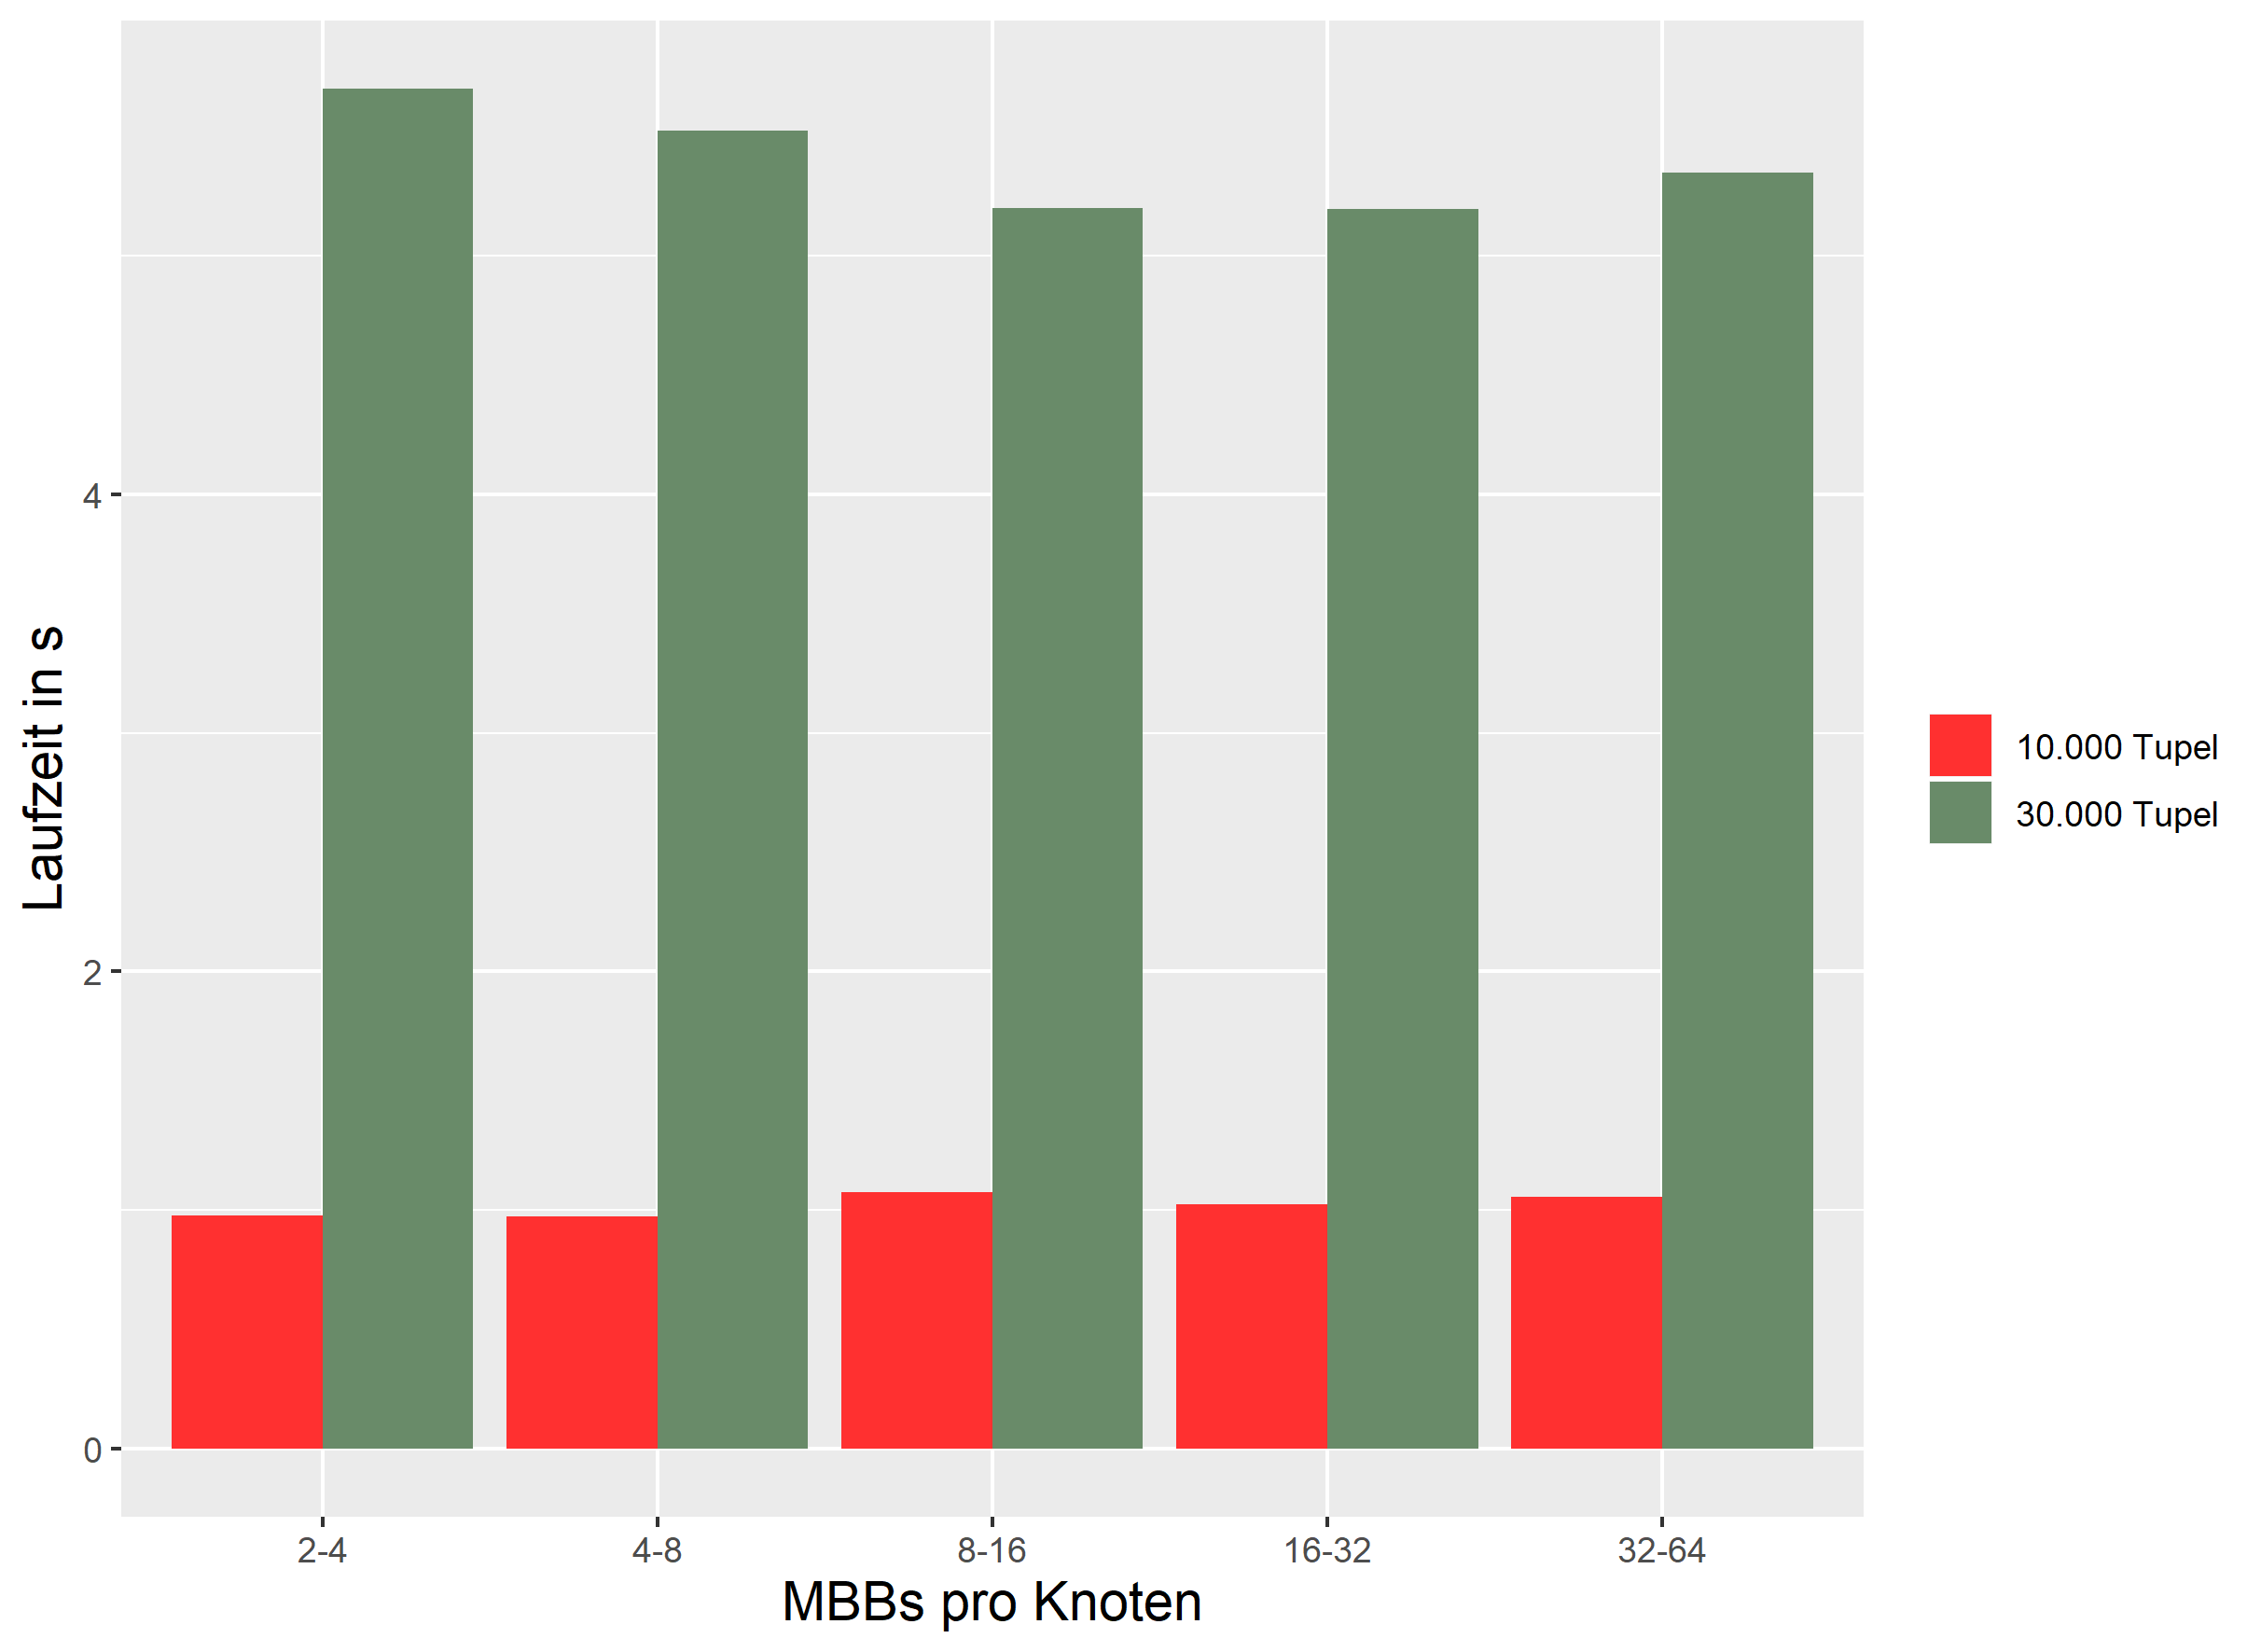 Laufzeit in s
4
2
0
2-4
4-8
8-16
16-32
32-64
MBBs pro Knoten
10.000 Tupel
30.000 Tupel